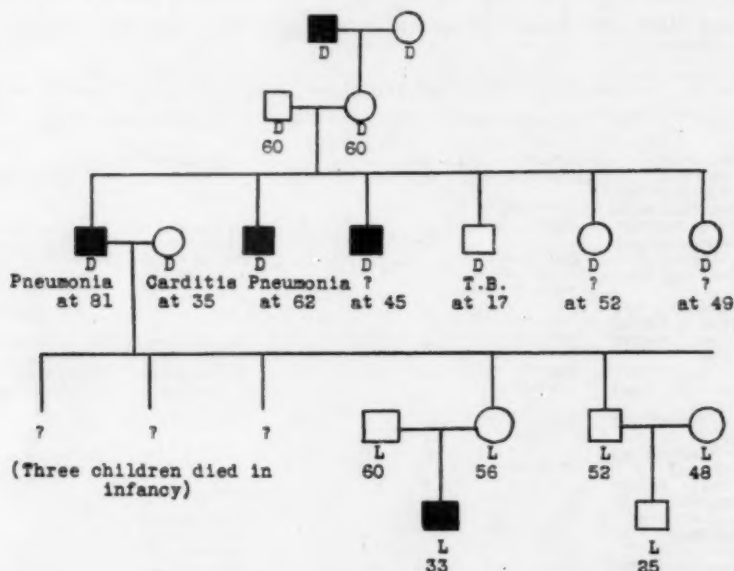 D D
D D
60 60
D D D D D D
Pneumonia Carditis Pneumonia ? T.B. ? ?
at 81 at 35 at 62 at 45 at 17 at 52 at 49
? ? ?
(Three children died in
infancy)
L L L L
60 56 52 48
L L
33 25